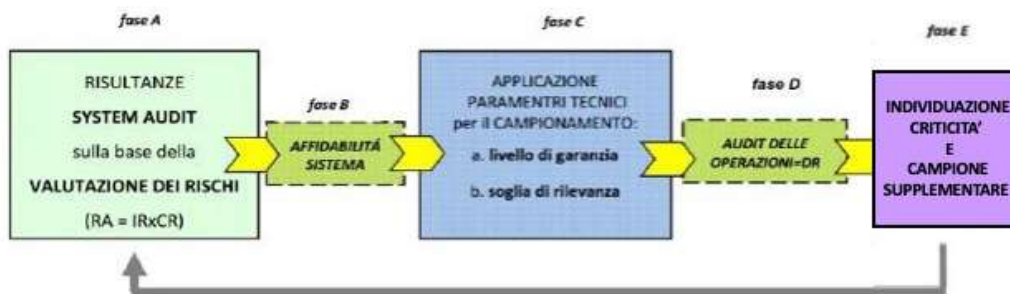 fase A
RISULTANZE
SYSTEM AUDIT
sulla base della
VALUTAZIONE DEI RISCHI
(RA = IRxCR)
fase B
AFFIDABILITÁ
SISTEMA
fase C
APPLICAZIONE
PARAMENTRI TECNICI
per il CAMPIONAMENTO:
a. livello di garanzia
b. soglia di rilevanza
fase D
AUDIT DELLE
OPERAZIONI=DR
fase E
INDIVIDUAZIONE
CRITICITA'
E
CAMPIONE
SUPPLEMENTARE